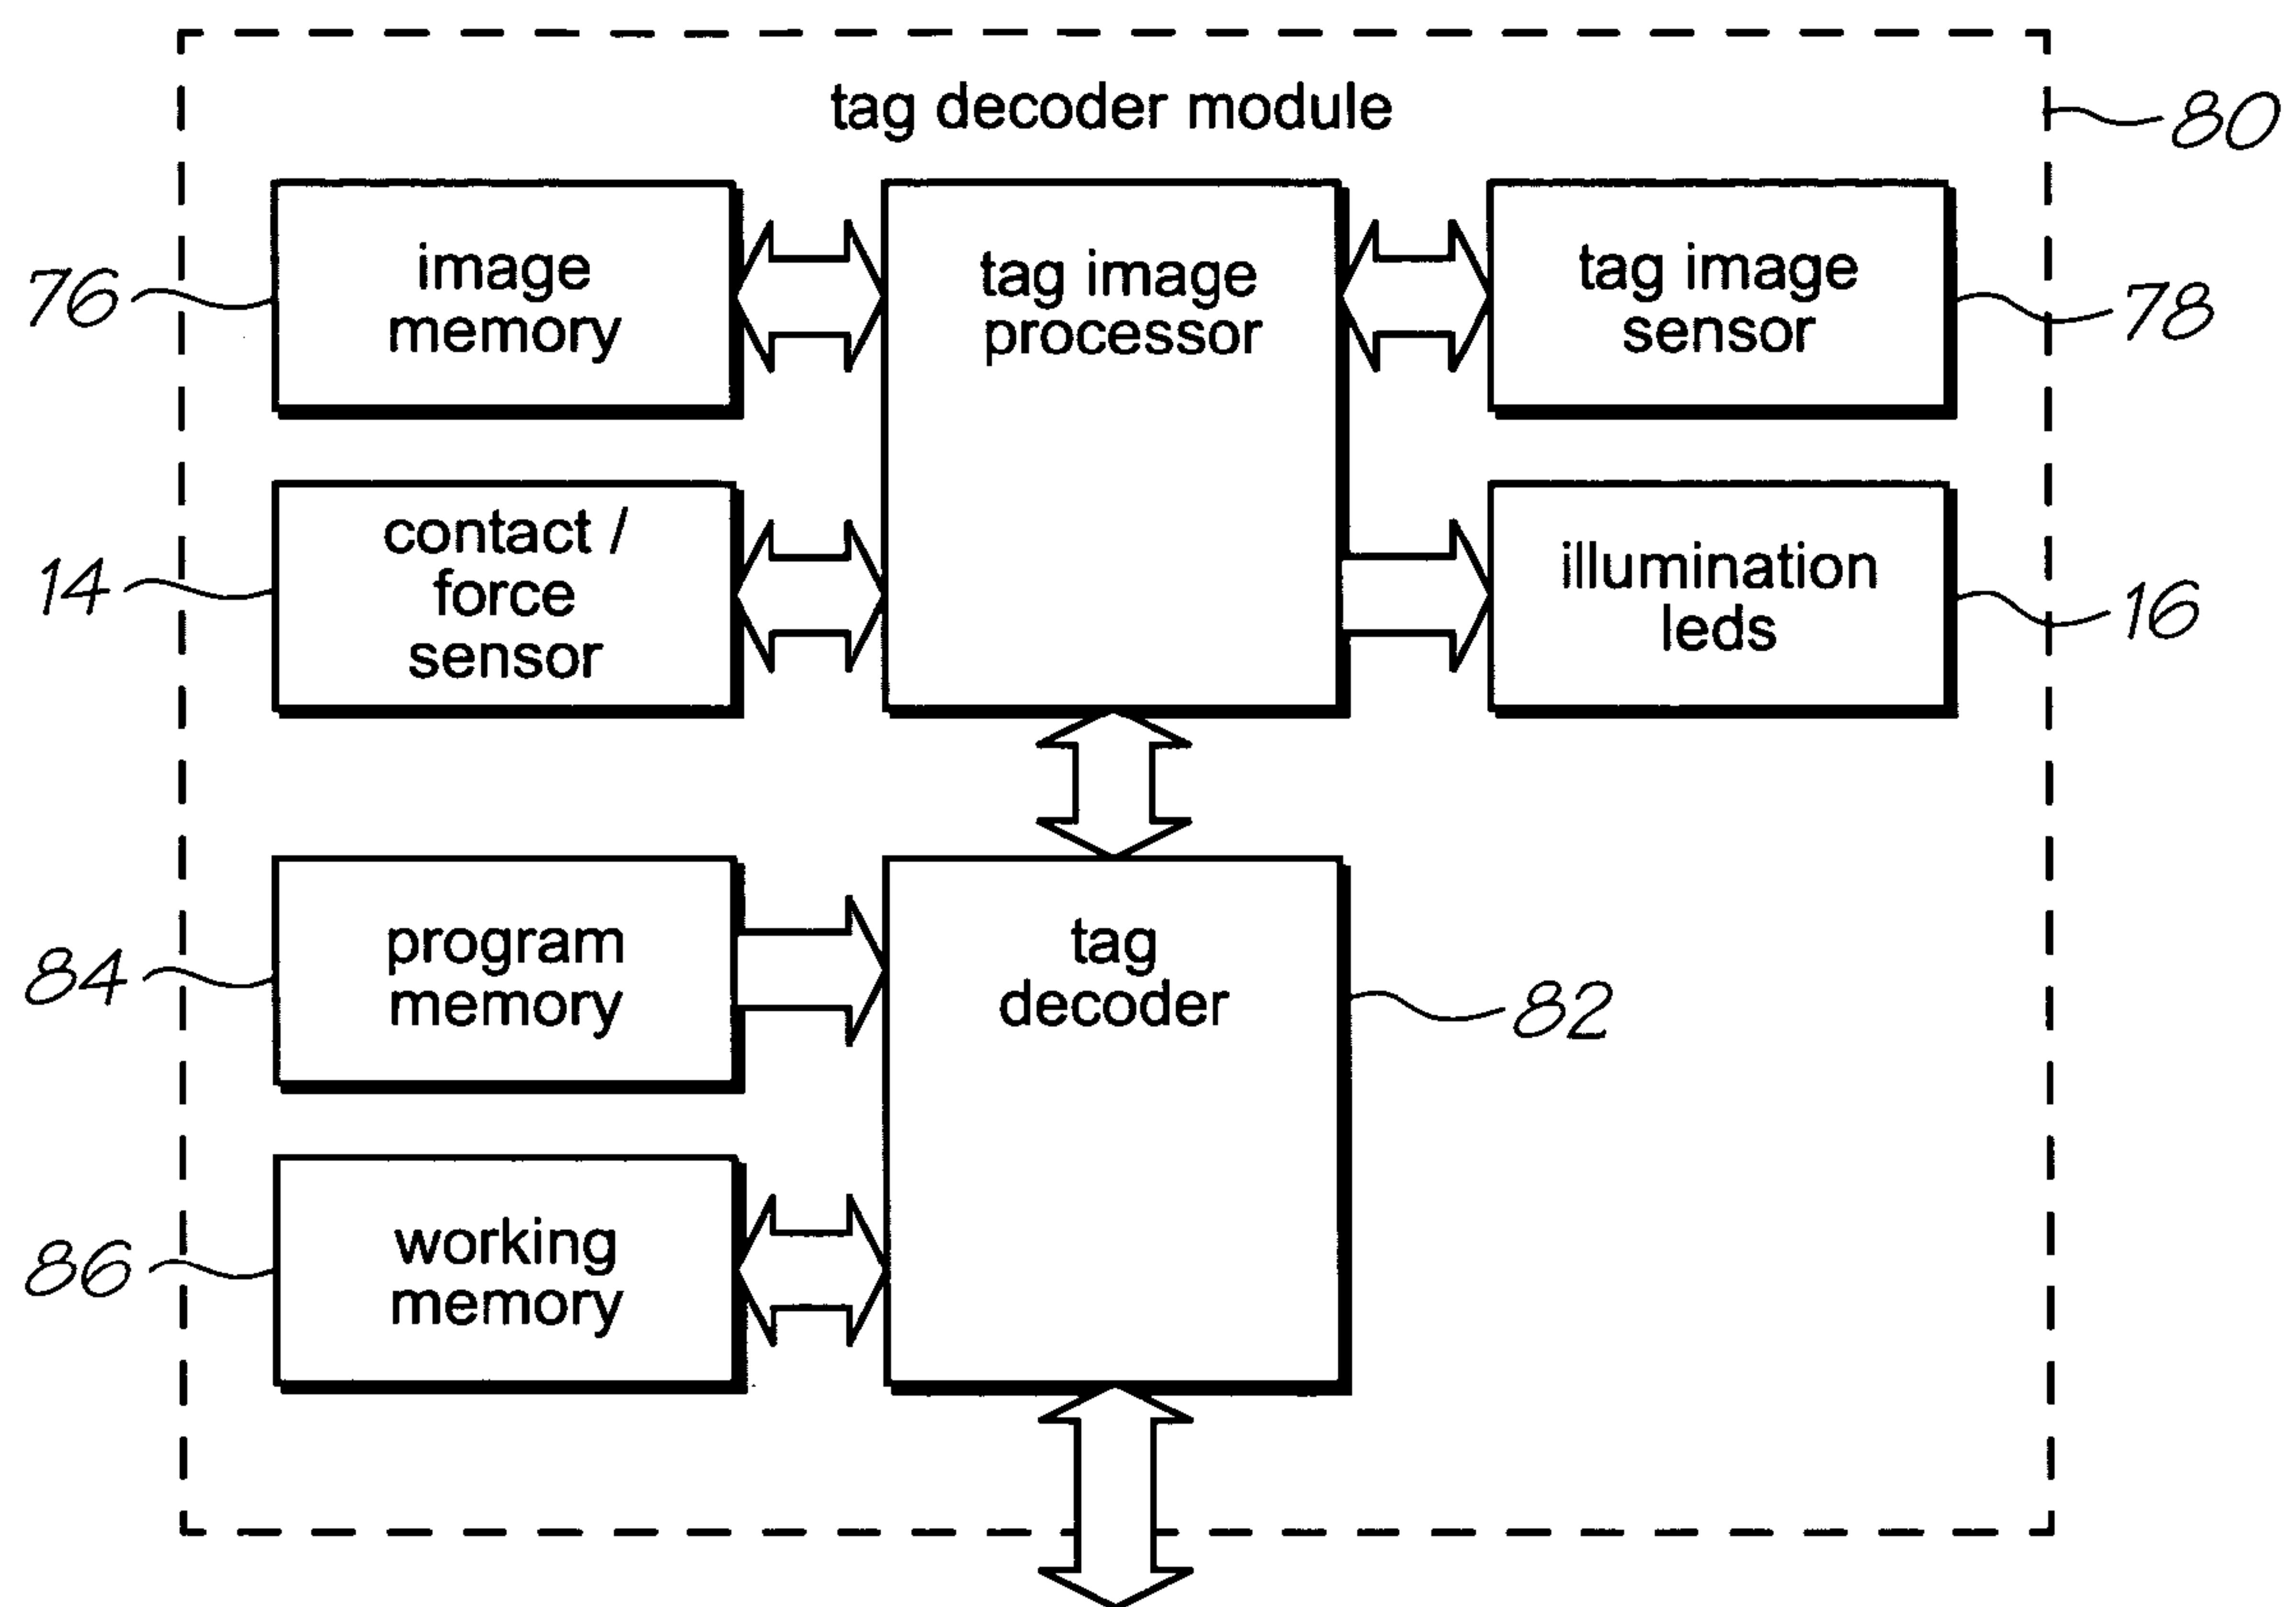 tag decoder module
80
image
memory
76
tag image
processor
tag image
sensor
78
contact /
force
sensor
14
illumination
leds
16
program
memory
84
tag
decoder
82
working
memory
86